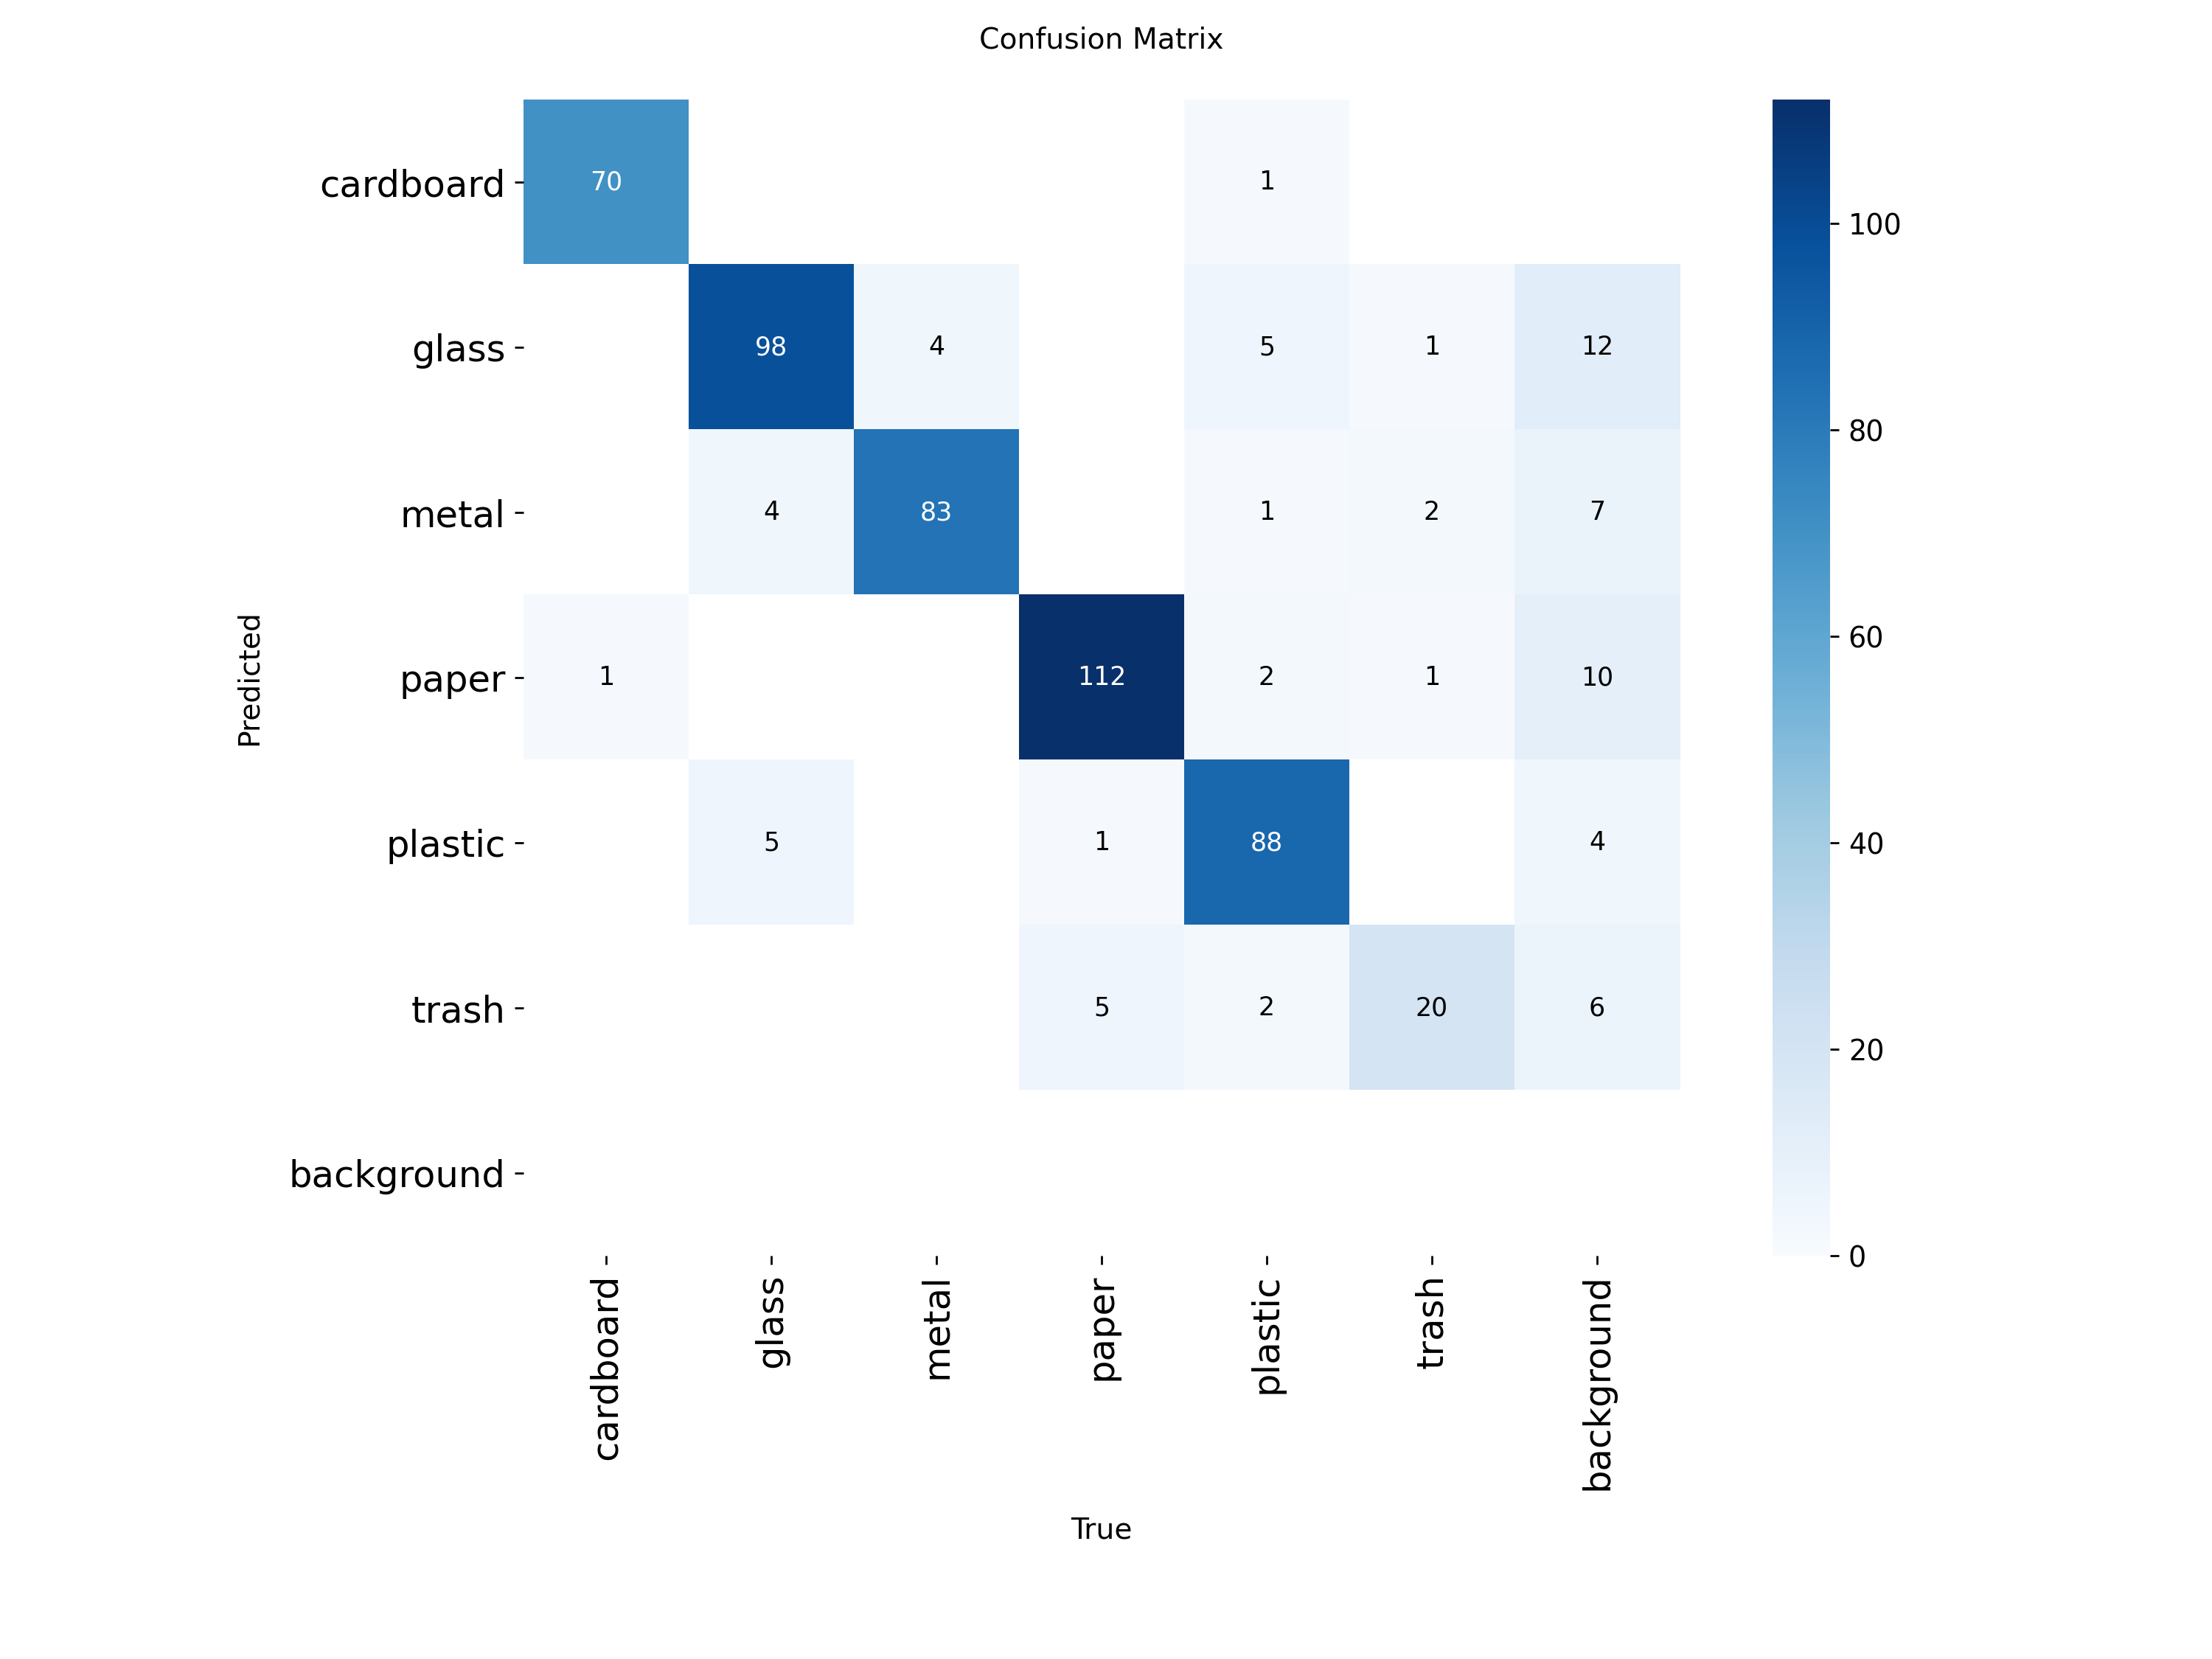 Confusion Matrix
cardboard 70 1
glass 98 4 5 1 12
metal 4 83 1 2 7
paper 1 112 2 1 10
plastic 5 1 88 4
trash 5 2 20 6
background
cardboard glass metal paper plastic trash background
Predicted
True
100
80
60
40
20
0